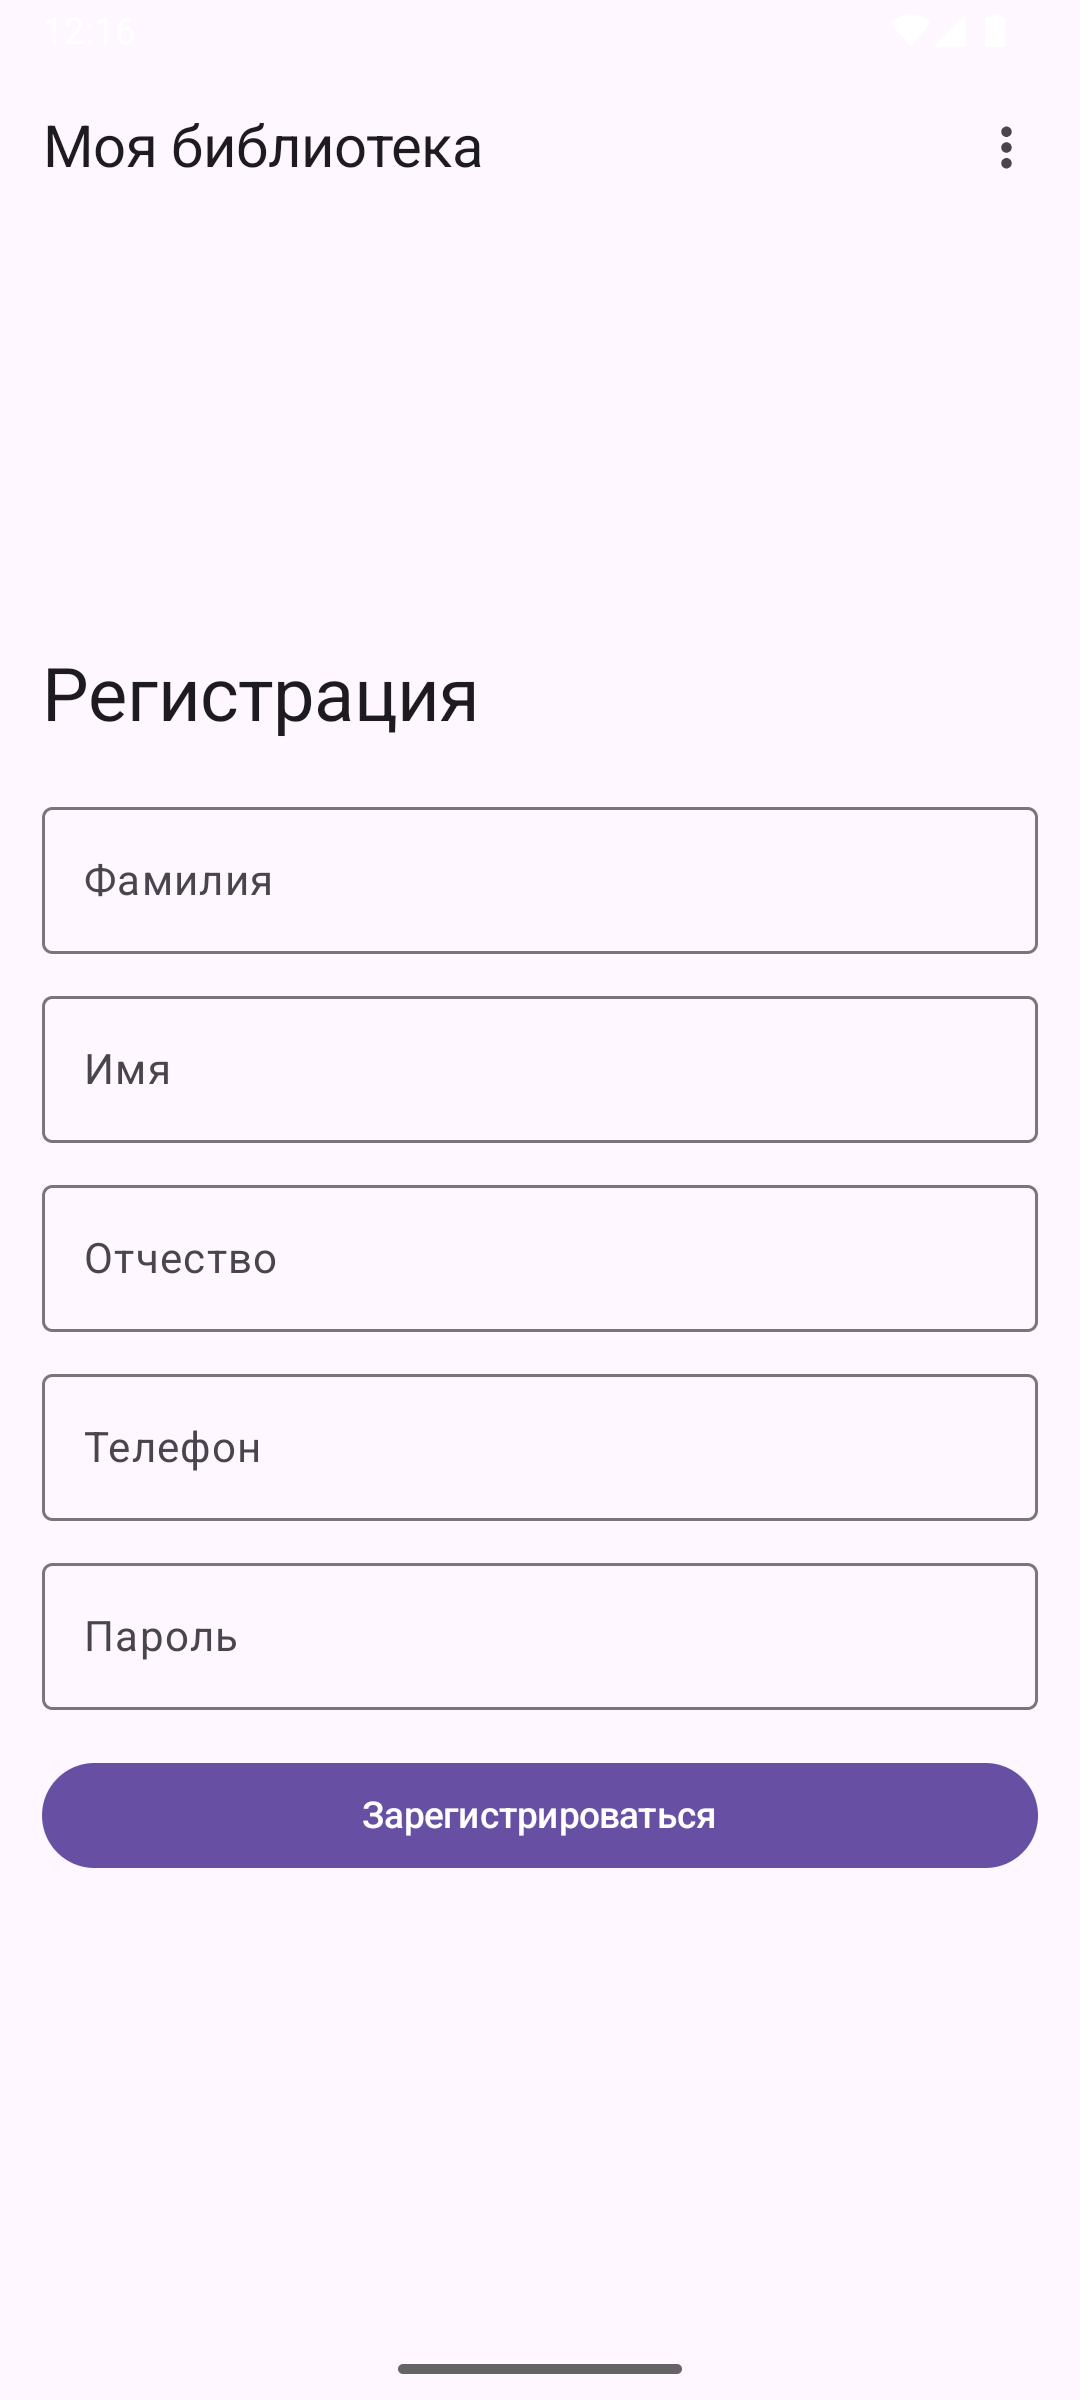 12:16
Моя библиотека
Регистрация
Фамилия
Имя
Отчество
Телефон
Пароль
Зарегистрироваться